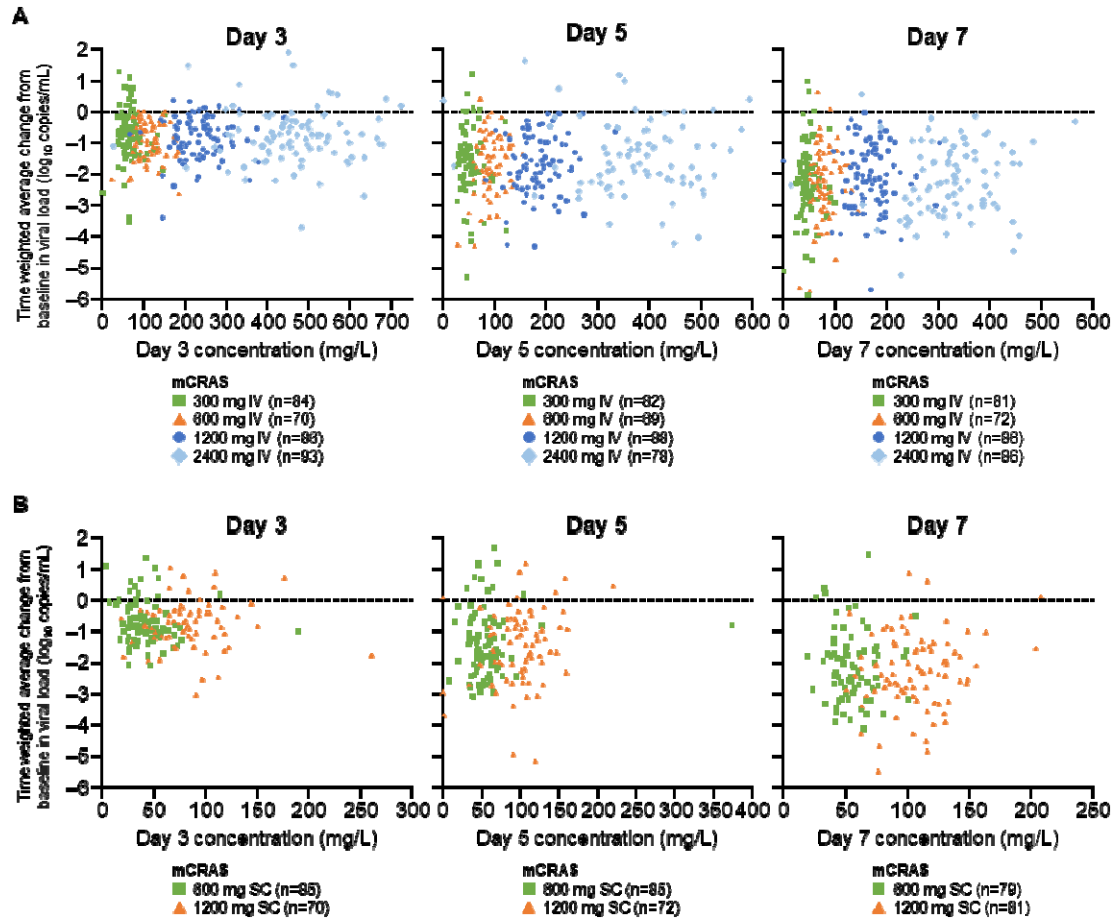 A
Day 3
Day 5
Day 7
Time weighted average change from
baseline in viral load (log10 copies/mL)
2
1
0
–1
–2
–3
–4
–5
–6
0 100 200 300 400 500 600 700
0 100 200 300 400 500 600
0 100 200 300 400 500 600
Day 3 concentration (mg/L)
Day 5 concentration (mg/L)
Day 7 concentration (mg/L)
mCRAS
300 mg IV (n=84)
600 mg IV (n=70)
1200 mg IV (n=86)
2400 mg IV (n=93)
mCRAS
300 mg IV (n=82)
600 mg IV (n=69)
1200 mg IV (n=88)
2400 mg IV (n=78)
mCRAS
300 mg IV (n=81)
600 mg IV (n=72)
1200 mg IV (n=86)
2400 mg IV (n=86)
B
Day 3
Day 5
Day 7
Time weighted average change from
baseline in viral load (log10 copies/mL)
2
1
0
–1
–2
–3
–4
–5
–6
0 50 100 150 200 250 300
0 50 100 150 200 250 300 350 400
0 50 100 150 200 250
Day 3 concentration (mg/L)
Day 5 concentration (mg/L)
Day 7 concentration (mg/L)
mCRAS
600 mg SC (n=85)
1200 mg SC (n=70)
mCRAS
600 mg SC (n=85)
1200 mg SC (n=72)
mCRAS
600 mg SC (n=79)
1200 mg SC (n=81)